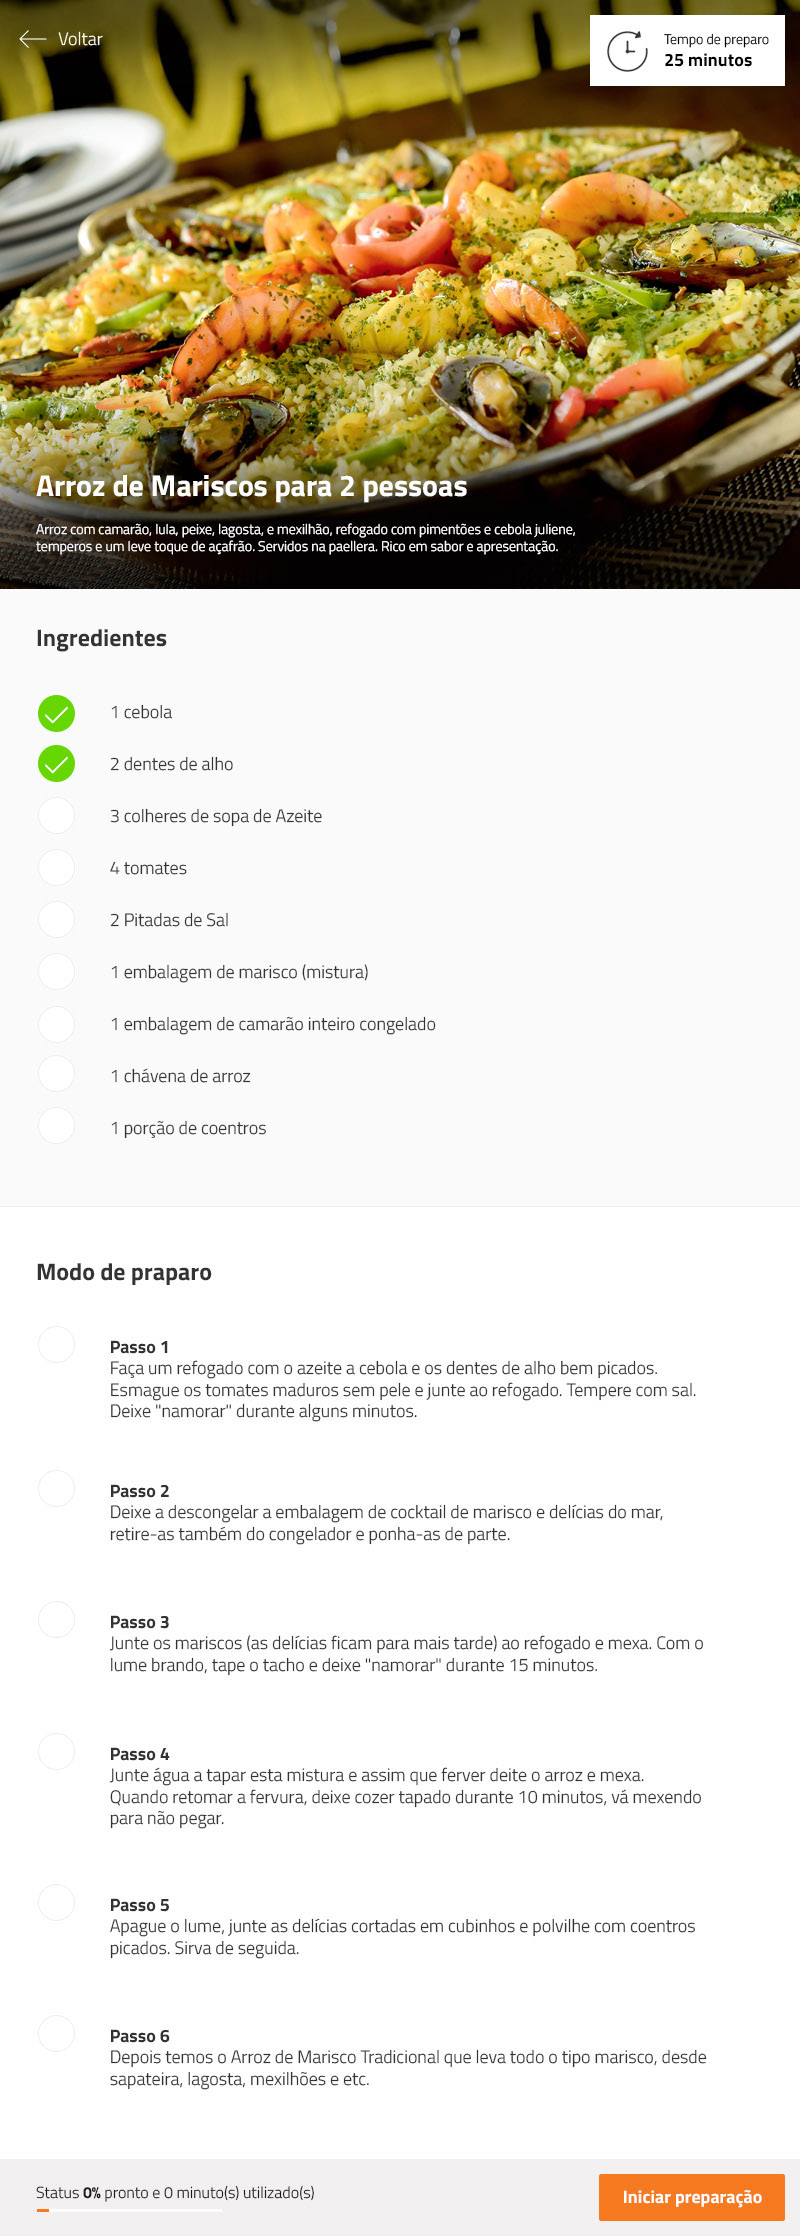 Voltar
Tempo de preparo
25 minutos
Arroz de Mariscos para 2 pessoas
Arroz com camarão, lula, peixe, lagosta, e mexilhão, refogado com pimentões e cebola juliene,
temperos e um leve toque de açafrão. Servidos na paellera. Rico em sabor e apresentação.
Ingredientes
1 cebola
2 dentes de alho
3 colheres de sopa de Azeite
4 tomates
2 Pitadas de Sal
1 embalagem de marisco (mistura)
1 embalagem de camarão inteiro congelado
1 chávena de arroz
1 porção de coentros
Modo de praparo
Passo 1
Faça um refogado com o azeite a cebola e os dentes de alho bem picados.
Esmague os tomates maduros sem pele e junte ao refogado. Tempere com sal.
Deixe "namorar" durante alguns minutos.
Passo 2
Deixe a descongelar a embalagem de cocktail de marisco e delícias do mar,
retire-as também do congelador e ponha-as de parte.
Passo 3
Junte os mariscos (as delícias ficam para mais tarde) ao refogado e mexa. Com o
lume brando, tape o tacho e deixe "namorar" durante 15 minutos.
Passo 4
Junte água a tapar esta mistura e assim que ferver deite o arroz e mexa.
Quando retomar a fervura, deixe cozer tapado durante 10 minutos, vá mexendo
para não pegar.
Passo 5
Apague o lume, junte as delícias cortadas em cubinhos e polvilhe com coentros
picados. Sirva de seguida.
Passo 6
Depois temos o Arroz de Marisco Tradicional que leva todo o tipo marisco, desde
sapateira, lagosta, mexilhões e etc.
Status 0% pronto e 0 minuto(s) utilizado(s)
Iniciar preparação